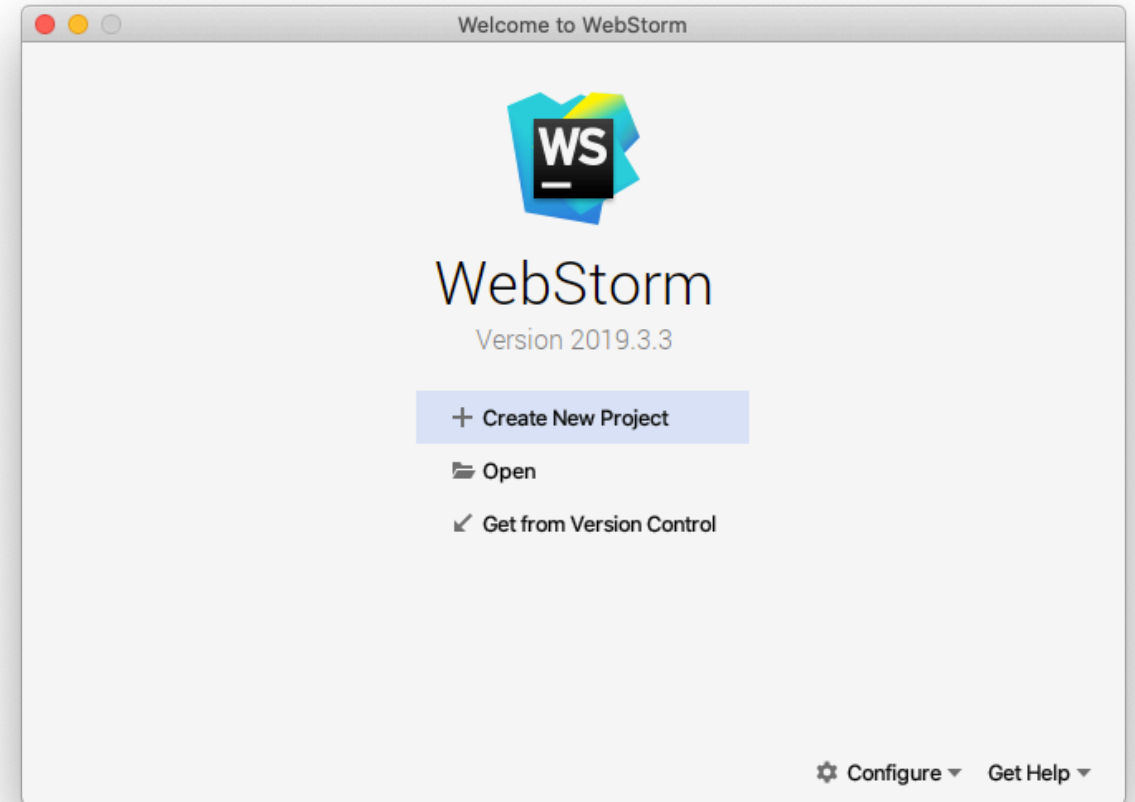 Welcome to WebStorm
WS
WebStorm
Version 2019.3.3
Create New Project
Open
Get from Version Control
Configure
Get Help